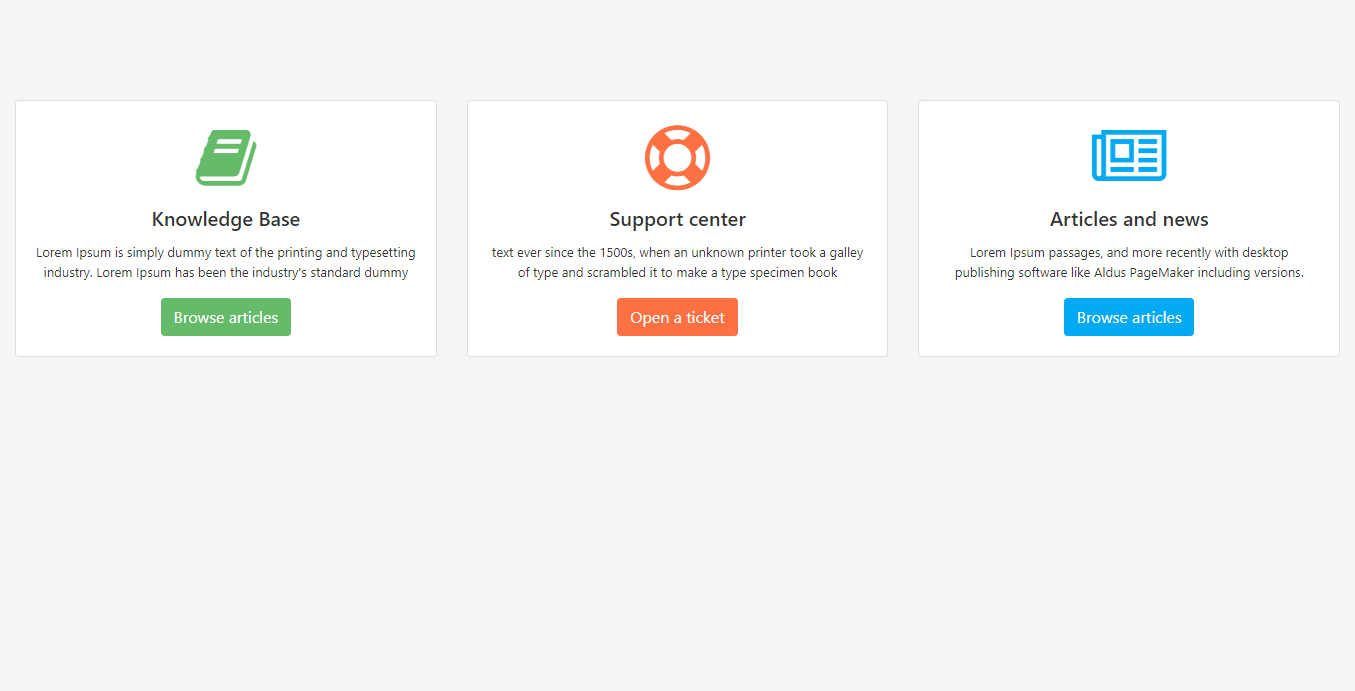 Knowledge Base
Lorem Ipsum is simply dummy text of the printing and typesetting
industry. Lorem Ipsum has been the industry's standard dummy
Browse articles
Support center
text ever since the 1500s, when an unknown printer took a galley
of type and scrambled it to make a type specimen book
Open a ticket
Articles and news
Lorem Ipsum passages, and more recently with desktop
publishing software like Aldus PageMaker including versions.
Browse articles